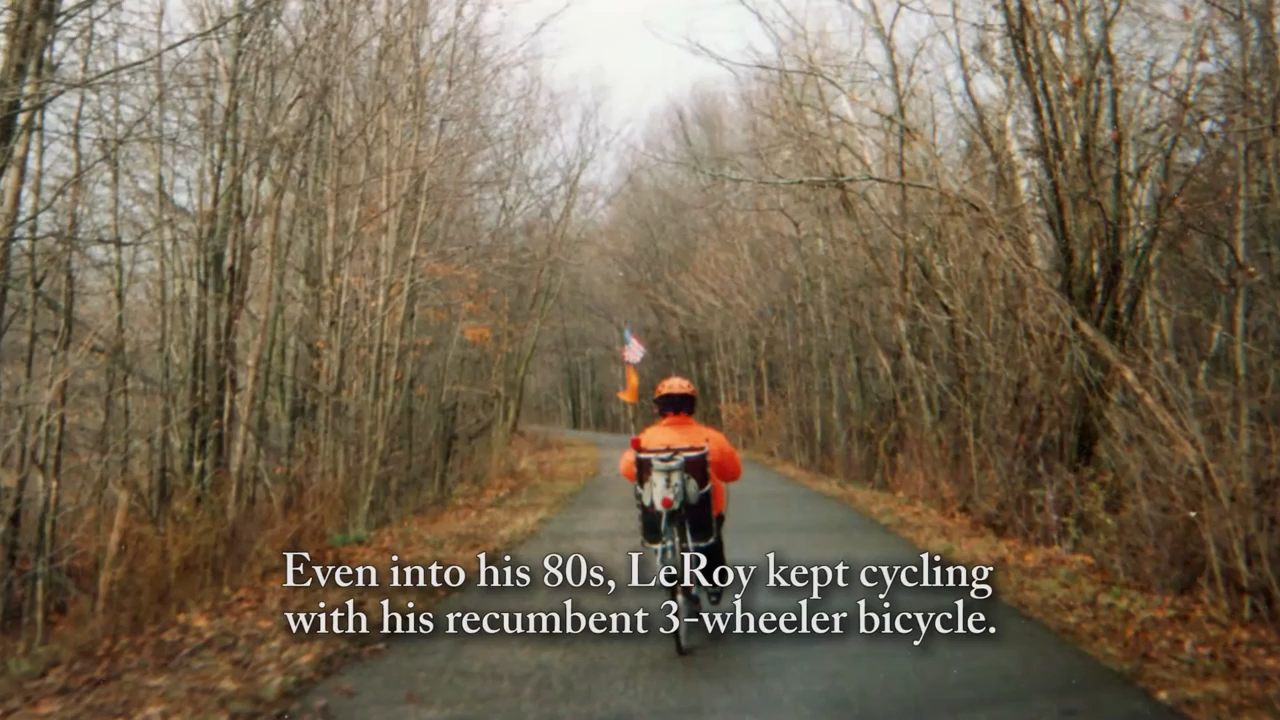 Even into his 80s, LeRoy kept cycling
with his recumbent 3-wheeler bicycle.